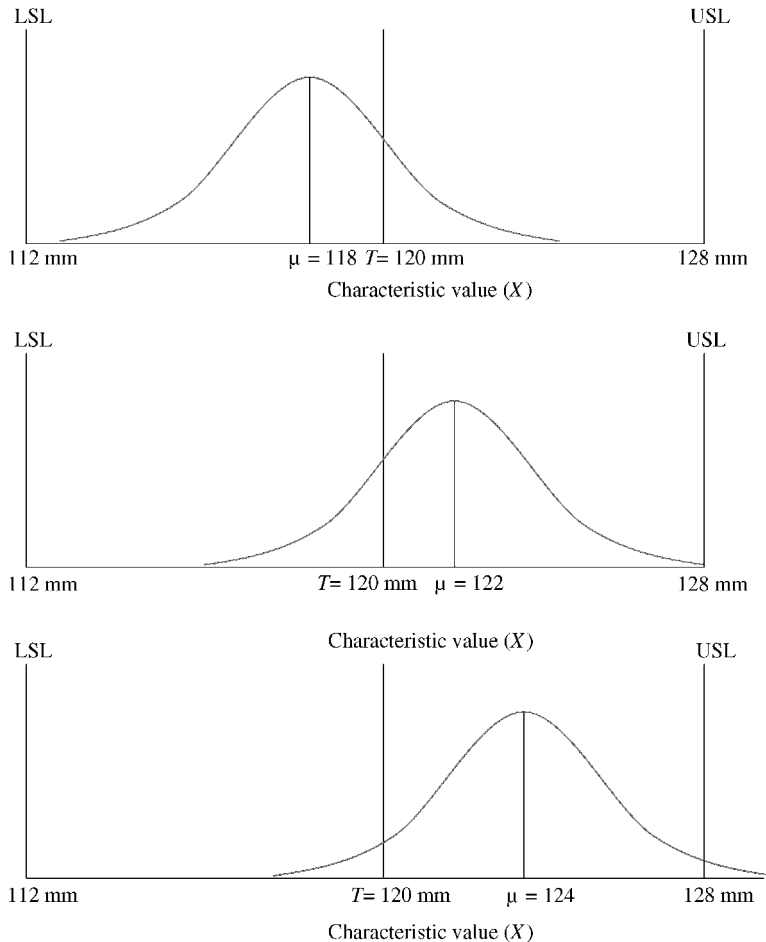 LSL USL
112 mm μ = 118 T= 120 mm 128 mm
Characteristic value (X)
LSL USL
112 mm T= 120 mm μ = 122 128 mm
Characteristic value (X)
LSL USL
112 mm T= 120 mm μ = 124 128 mm
Characteristic value (X)